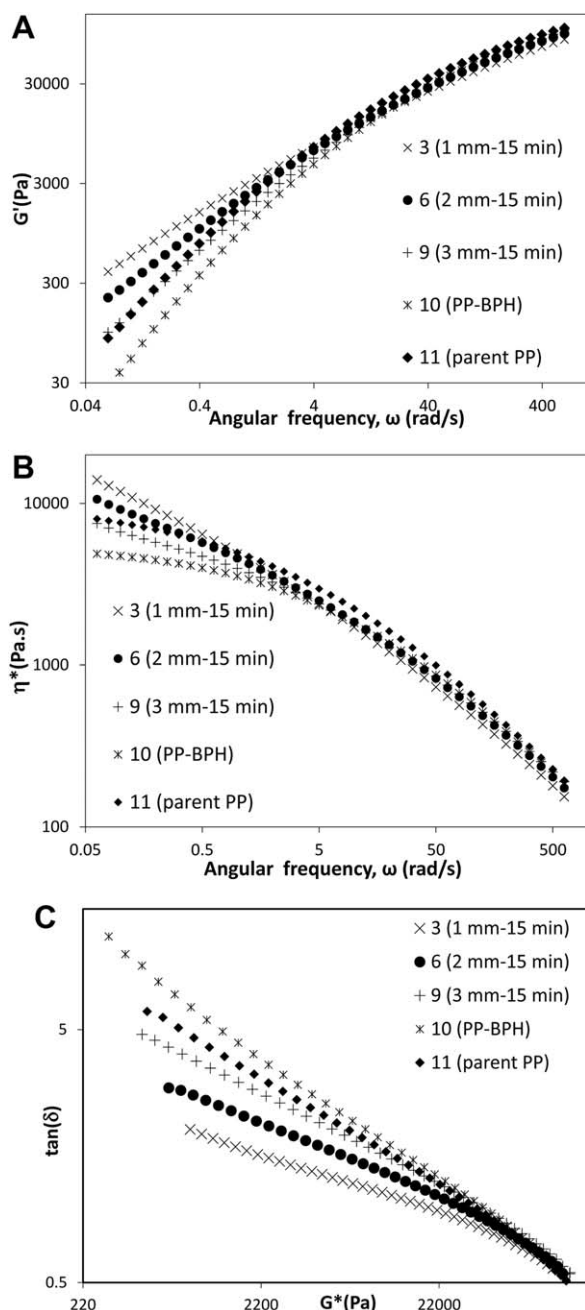 A
30000
3000
300
30
G'(Pa)
3 (1 mm-15 min)
6 (2 mm-15 min)
9 (3 mm-15 min)
10 (PP-BPH)
11 (parent PP)
0.04 0.4 4 40 400
Angular frequency, ω (rad/s)
B
10000
1000
100
η*(Pa.s)
3 (1 mm-15 min)
6 (2 mm-15 min)
9 (3 mm-15 min)
10 (PP-BPH)
11 (parent PP)
0.05 0.5 5 50 500
Angular frequency, ω (rad/s)
C
5
0.5
tan(δ)
3 (1 mm-15 min)
6 (2 mm-15 min)
9 (3 mm-15 min)
10 (PP-BPH)
11 (parent PP)
220 2200 22000
G*(Pa)